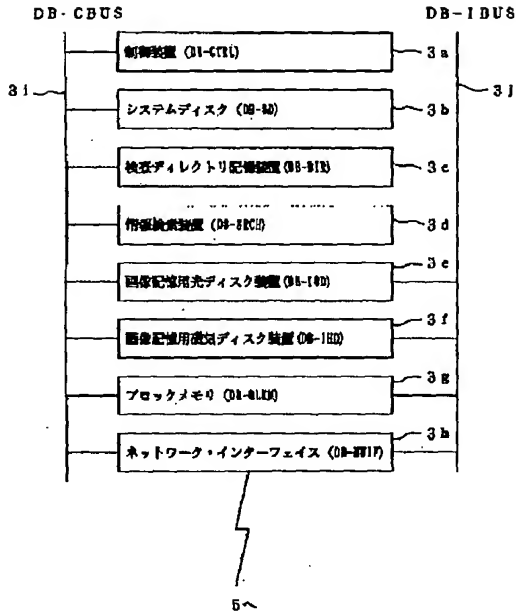 DB-CBUS
DB-IBUS
制御装置 (DB-CTRL)
3a
3i
3j
システムディスク (DB-SD)
3b
検査ディレクトリ記憶装置(DB-DIR)
3c
情報検索装置 (DB-SRCH)
3d
画像記憶用光ディスク装置(DB-IOD)
3e
画像記憶用磁気ディスク装置(DB-IHD)
3f
ブロックメモリ (DB-BLKM)
3g
ネットワーク・インターフェイス (DB-NWIF)
3h
5へ